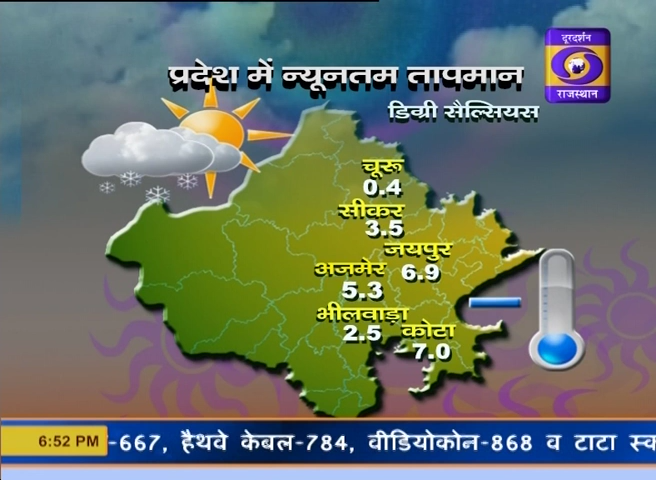 दूरदर्शन
राजस्थान
प्रदेश में न्यूनतम तापमान
डिग्री सैल्सियस
चूरू
0.4
सीकर
3.5
जयपुर
6.9
अजमेर
5.3
भीलवाड़ा
2.5
कोटा
7.0
6:52 PM -667, हैथवे केबल-784, वीडियोकोन-868 व टाटा स्क